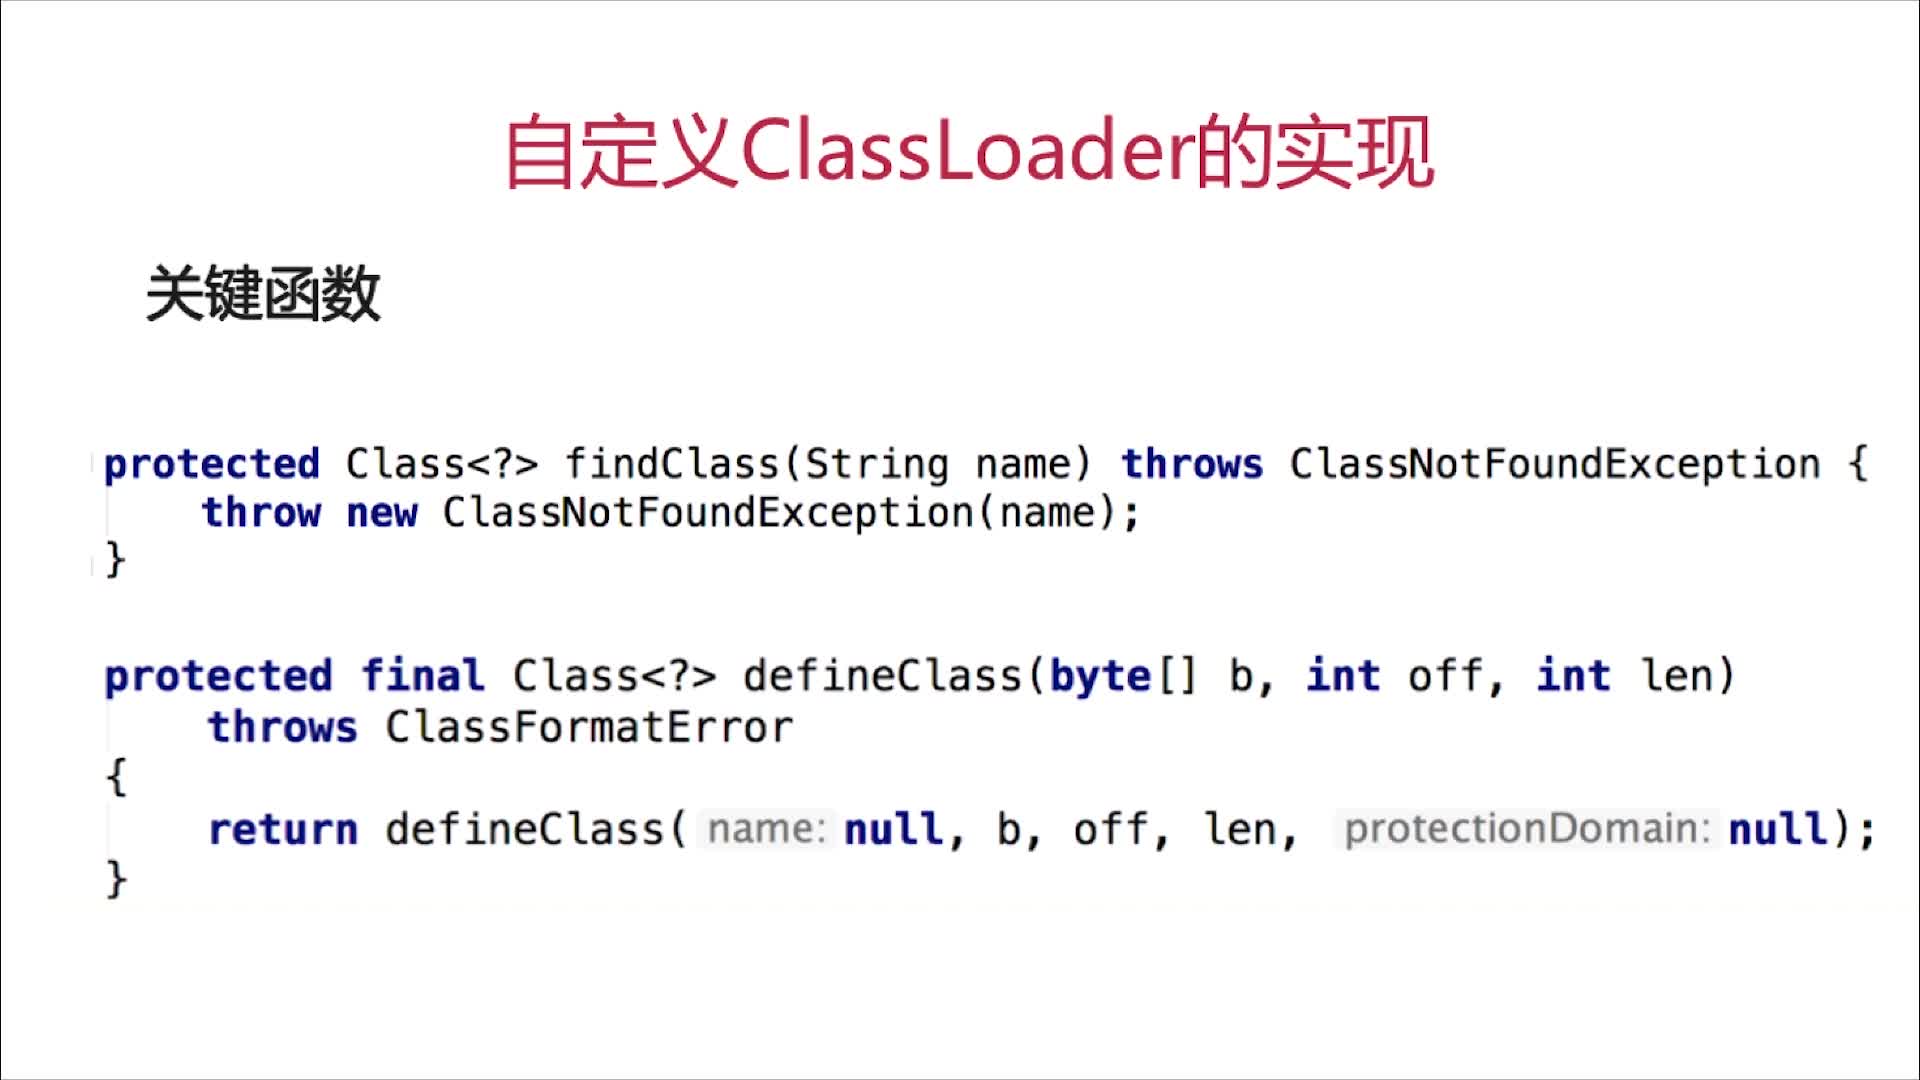 自定义ClassLoader的实现
关键函数
protected Class<?> findClass(String name) throws ClassNotFoundException {
    throw new ClassNotFoundException(name);
}
protected final Class<?> defineClass(byte[] b, int off, int len)
    throws ClassFormatError
{
    return defineClass( name: null, b, off, len, protectionDomain: null);
}